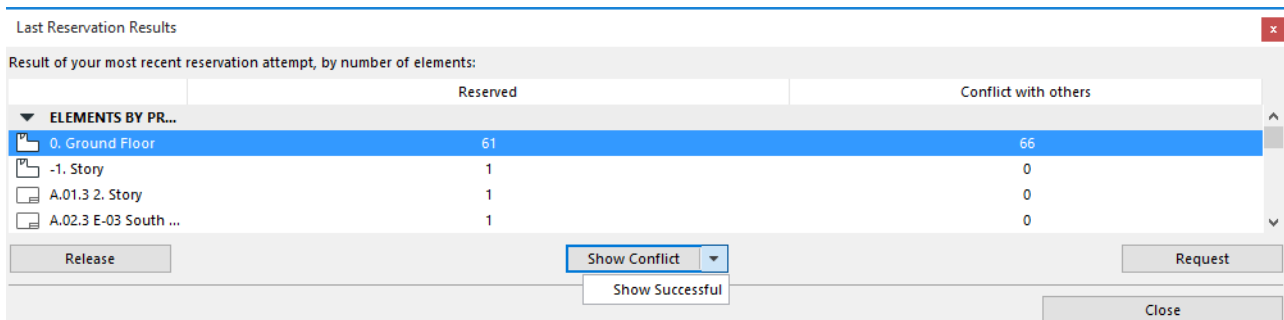 Last Reservation Results
x
Result of your most recent reservation attempt, by number of elements:
Reserved Conflict with others
ELEMENTS BY PR...
0. Ground Floor 61 66
-1. Story 1 0
A.01.3 2. Story 1 0
A.02.3 E-03 South ... 1 0
Release Show Conflict Request
Show Successful
Close